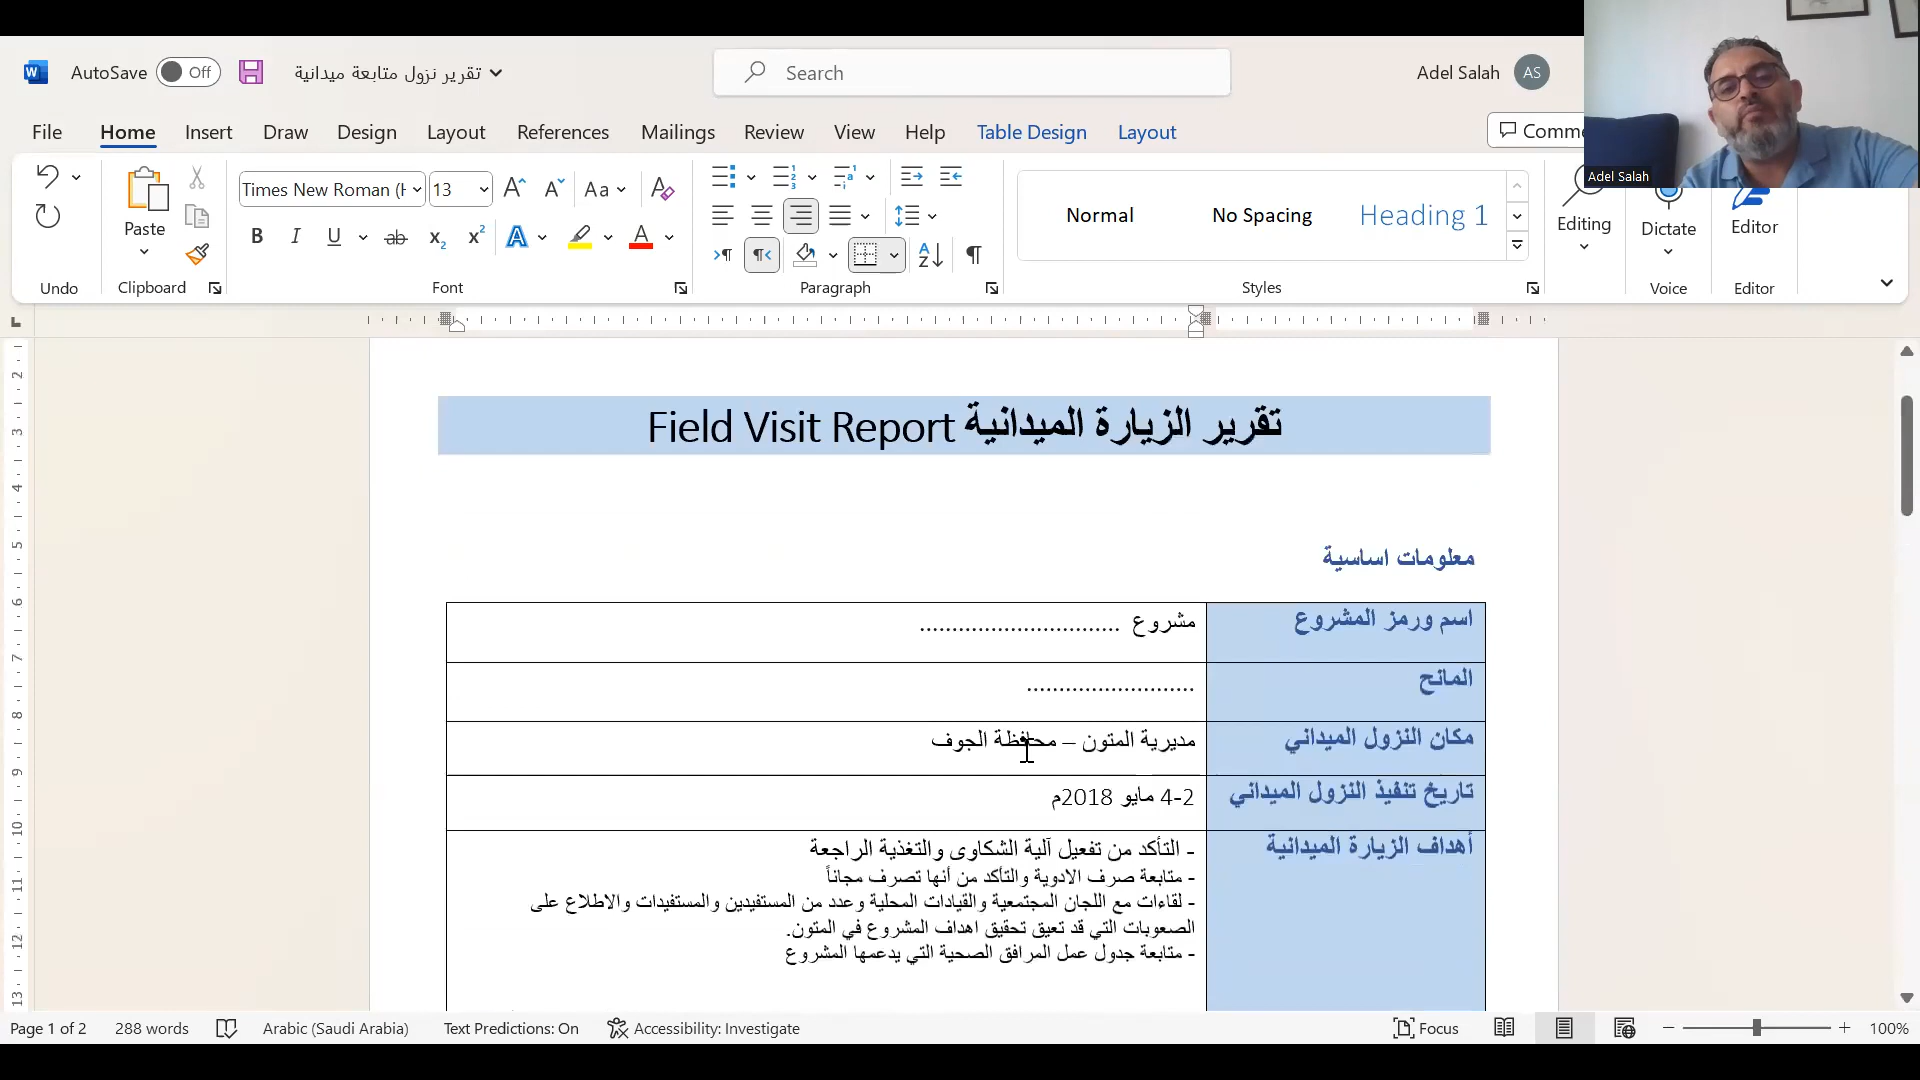 AutoSave Off تقرير نزول متابعة ميدانية Search Adel Salah AS
File Home Insert Draw Design Layout References Mailings Review View Help Table Design Layout Comme
Adel Salah
Times New Roman (H 13
Paste
Normal No Spacing Heading 1
Editing Dictate Editor
Undo Clipboard Font Paragraph Styles Voice Editor
تقرير الزيارة الميدانية Field Visit Report
معلومات اساسية
اسم ورمز المشروع مشروع ...............................
المانح ..........................
مكان النزول الميداني مديرية المتون – محافظة الجوف
تاريخ تنفيذ النزول الميداني 2-4 مايو 2018م
أهداف الزيارة الميدانية - التأكد من تفعيل آلية الشكاوى والتغذية الراجعة
- متابعة صرف الادوية والتأكد من أنها تصرف مجاناً
- لقاءات مع اللجان المجتمعية والقيادات المحلية وعدد من المستفيدين والمستفيدات والاطلاع على
الصعوبات التي قد تعيق تحقيق اهداف المشروع في المتون.
- متابعة جدول عمل المرافق الصحية التي يدعمها المشروع
Page 1 of 2 288 words Arabic (Saudi Arabia) Text Predictions: On Accessibility: Investigate Focus 100%